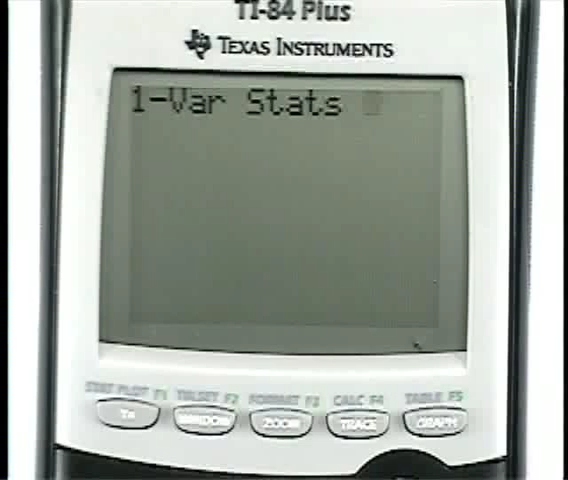 TI-84 Plus
TEXAS INSTRUMENTS
1-Var Stats
STAT PLOT F1 TBLSET F2 FORMAT F3 CALC F4 TABLE F5
WINDOW ZOOM TRACE GRAPH